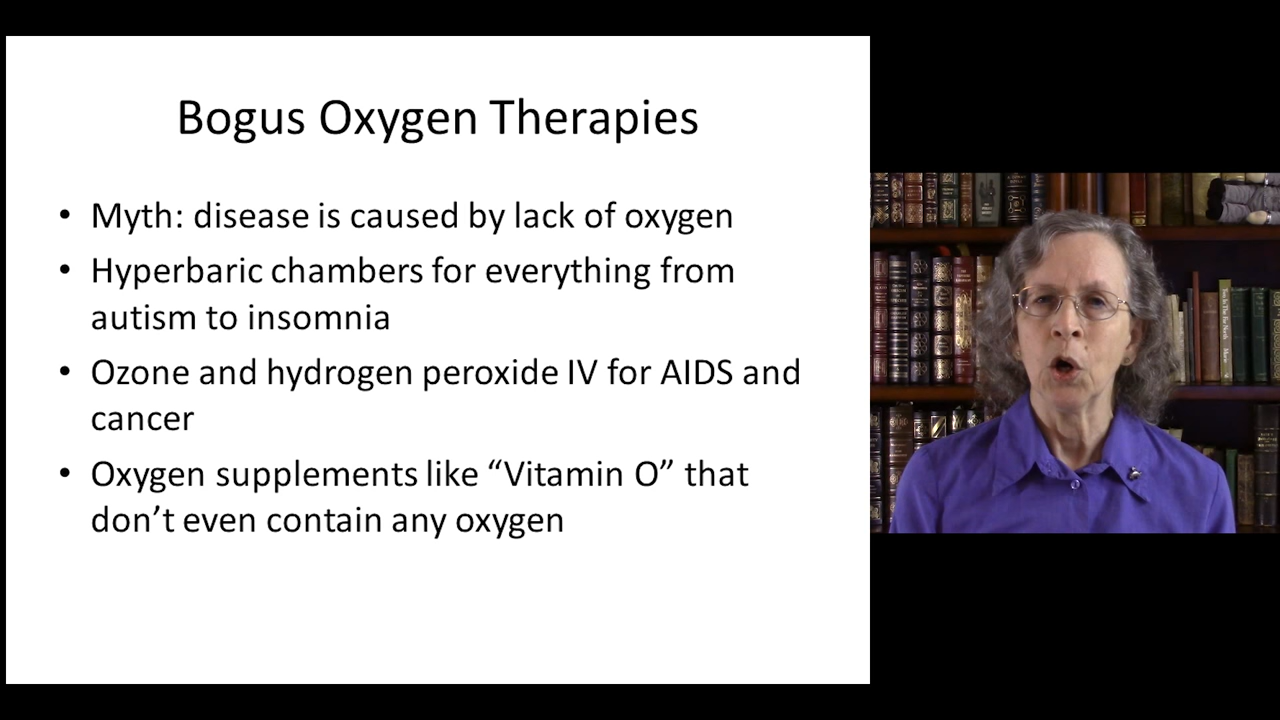 Bogus Oxygen Therapies
• Myth: disease is caused by lack of oxygen
• Hyperbaric chambers for everything from
autism to insomnia
• Ozone and hydrogen peroxide IV for AIDS and
cancer
• Oxygen supplements like “Vitamin O” that
don’t even contain any oxygen